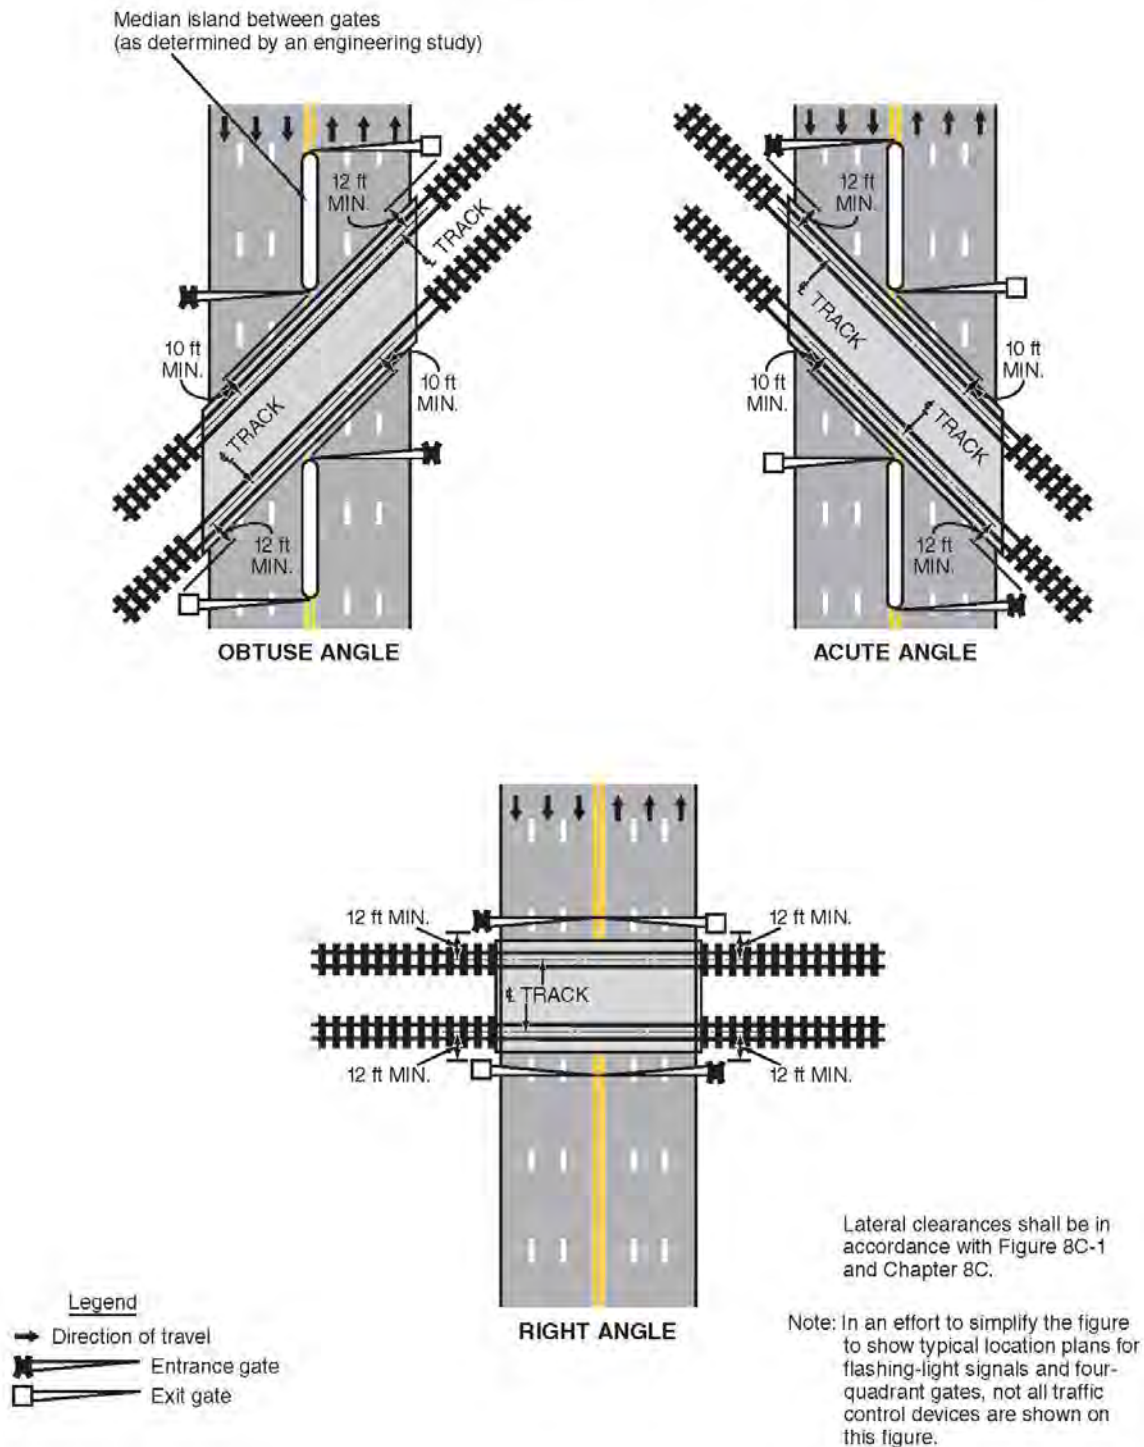 Median island between gates
(as determined by an engineering study)
12 ft
MIN.
℄ TRACK
10 ft
MIN.
10 ft
MIN.
℄ TRACK
12 ft
MIN.
OBTUSE ANGLE
12 ft
MIN.
℄ TRACK
10 ft
MIN.
10 ft
MIN.
℄ TRACK
12 ft
MIN.
ACUTE ANGLE
12 ft MIN.
12 ft MIN.
℄ TRACK
12 ft MIN.
12 ft MIN.
RIGHT ANGLE
Legend
Direction of travel
Entrance gate
Exit gate
Lateral clearances shall be in
accordance with Figure 8C-1
and Chapter 8C.
Note: In an effort to simplify the figure
to show typical location plans for
flashing-light signals and four-
quadrant gates, not all traffic
control devices are shown on
this figure.